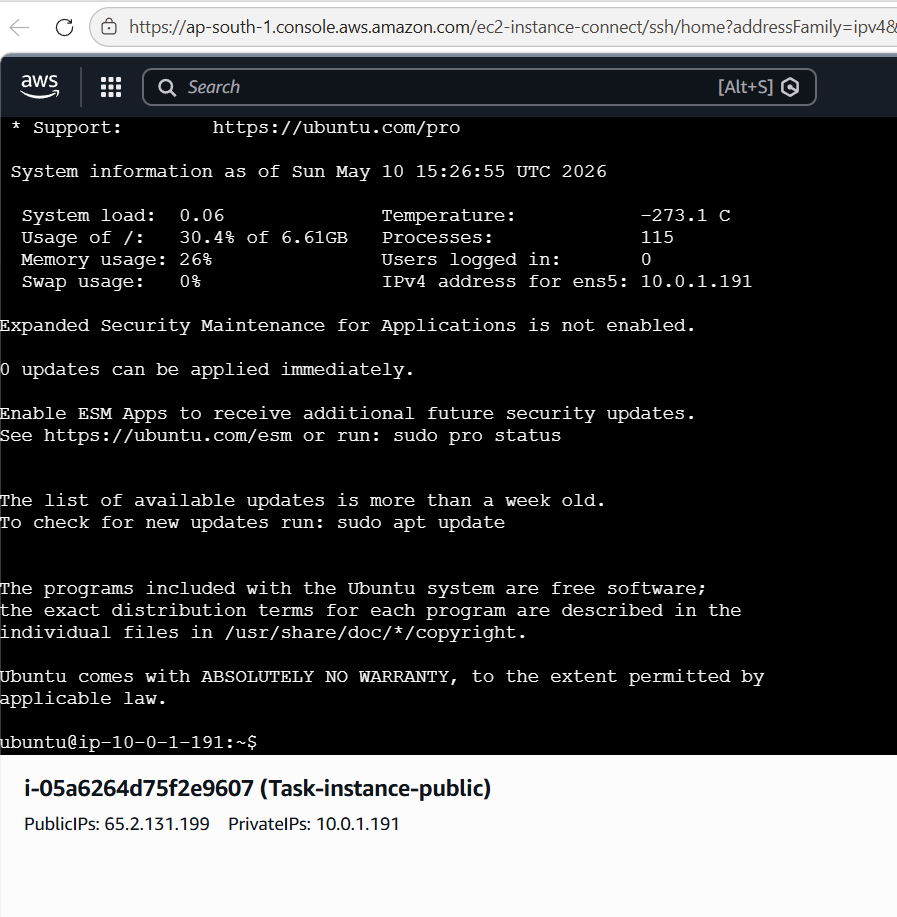 https://ap-south-1.console.aws.amazon.com/ec2-instance-connect/ssh/home?addressFamily=ipv4&
aws
Search [Alt+S]
* Support: https://ubuntu.com/pro
System information as of Sun May 10 15:26:55 UTC 2026
System load: 0.06 Temperature: -273.1 C
Usage of /: 30.4% of 6.61GB Processes: 115
Memory usage: 26% Users logged in: 0
Swap usage: 0% IPv4 address for ens5: 10.0.1.191
Expanded Security Maintenance for Applications is not enabled.
0 updates can be applied immediately.
Enable ESM Apps to receive additional future security updates.
See https://ubuntu.com/esm or run: sudo pro status
The list of available updates is more than a week old.
To check for new updates run: sudo apt update
The programs included with the Ubuntu system are free software;
the exact distribution terms for each program are described in the
individual files in /usr/share/doc/*/copyright.
Ubuntu comes with ABSOLUTELY NO WARRANTY, to the extent permitted by
applicable law.
ubuntu@ip-10-0-1-191:~$
i-05a6264d75f2e9607 (Task-instance-public)
PublicIPs: 65.2.131.199 PrivateIPs: 10.0.1.191